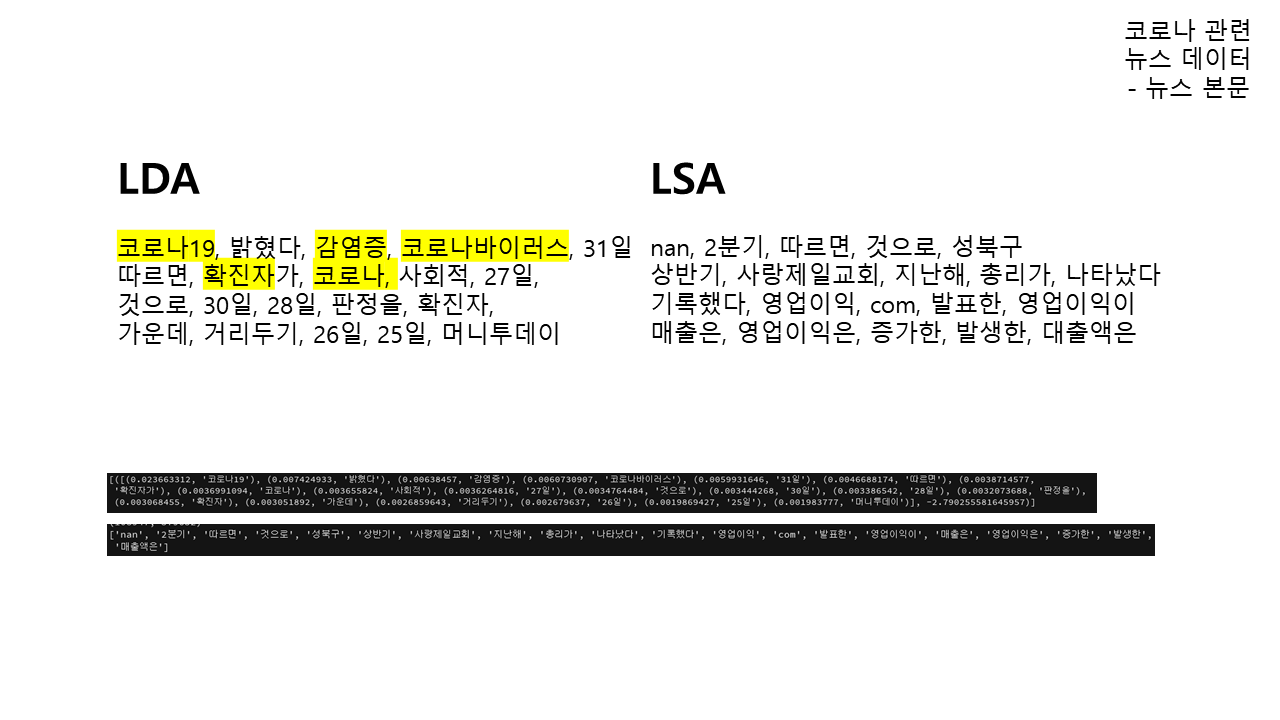 코로나 관련
뉴스 데이터
- 뉴스 본문
LDA
코로나19, 밝혔다, 감염증, 코로나바이러스, 31일
따르면, 확진자가, 코로나, 사회적, 27일,
것으로, 30일, 28일, 판정을, 확진자,
가운데, 거리두기, 26일, 25일, 머니투데이
LSA
nan, 2분기, 따르면, 것으로, 성북구
상반기, 사랑제일교회, 지난해, 총리가, 나타났다
기록했다, 영업이익, com, 발표한, 영업이익이
매출은, 영업이익은, 증가한, 발생한, 대출액은
[([(0.023663312, '코로나19'), (0.007424933, '밝혔다'), (0.00638457, '감염증'), (0.0060730907, '코로나바이러스'), (0.0059931646, '31일'), (0.0046688174, '따르면'), (0.0038714577,
'확진자가'), (0.0036991094, '코로나'), (0.003655824, '사회적'), (0.0036264816, '27일'), (0.0034764484, '것으로'), (0.003444268, '30일'), (0.003386542, '28일'), (0.0032073688, '판정을'),
(0.003068455, '확진자'), (0.003051892, '가운데'), (0.0026859643, '거리두기'), (0.002679637, '26일'), (0.0019869427, '25일'), (0.001983777, '머니투데이')], -2.790255581645957)]
['nan', '2분기', '따르면', '것으로', '성북구', '상반기', '사랑제일교회', '지난해', '총리가', '나타났다', '기록했다', '영업이익', 'com', '발표한', '영업이익이', '매출은', '영업이익은', '증가한', '발생한',
'매출액은']